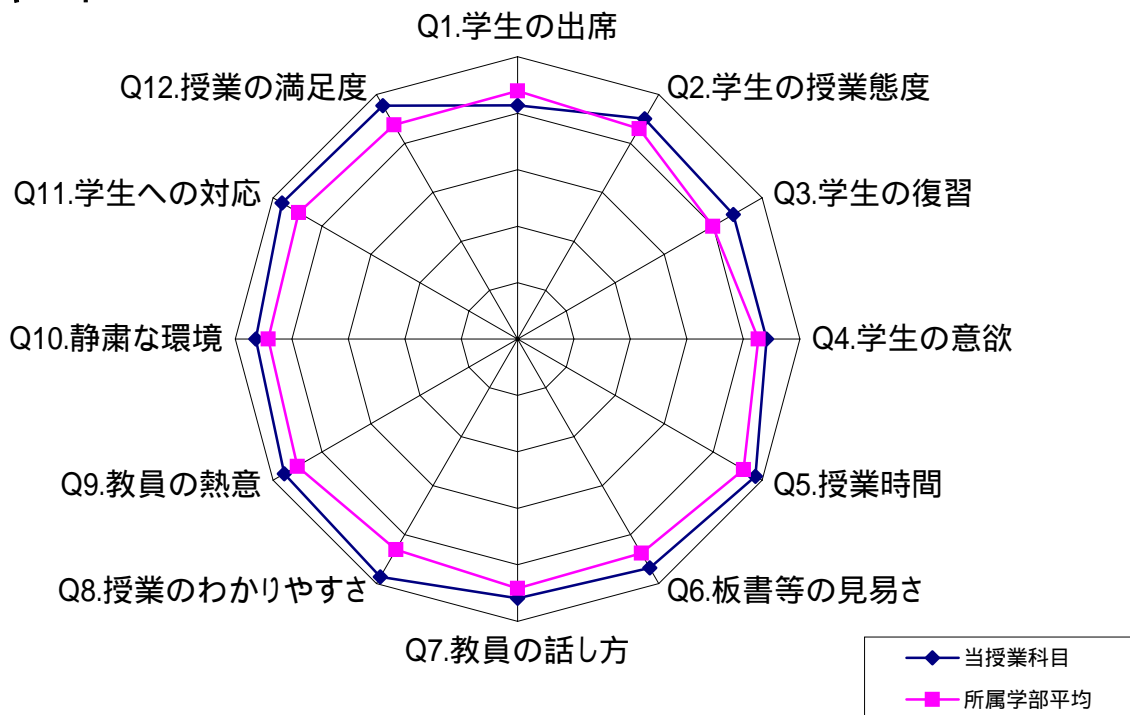 Q1.学生の出席
Q2.学生の授業態度
Q3.学生の復習
Q4.学生の意欲
Q5.授業時間
Q6.板書等の見易さ
Q7.教員の話し方
Q8.授業のわかりやすさ
Q9.教員の熱意
Q10.静粛な環境
Q11.学生への対応
Q12.授業の満足度
当授業科目
所属学部平均